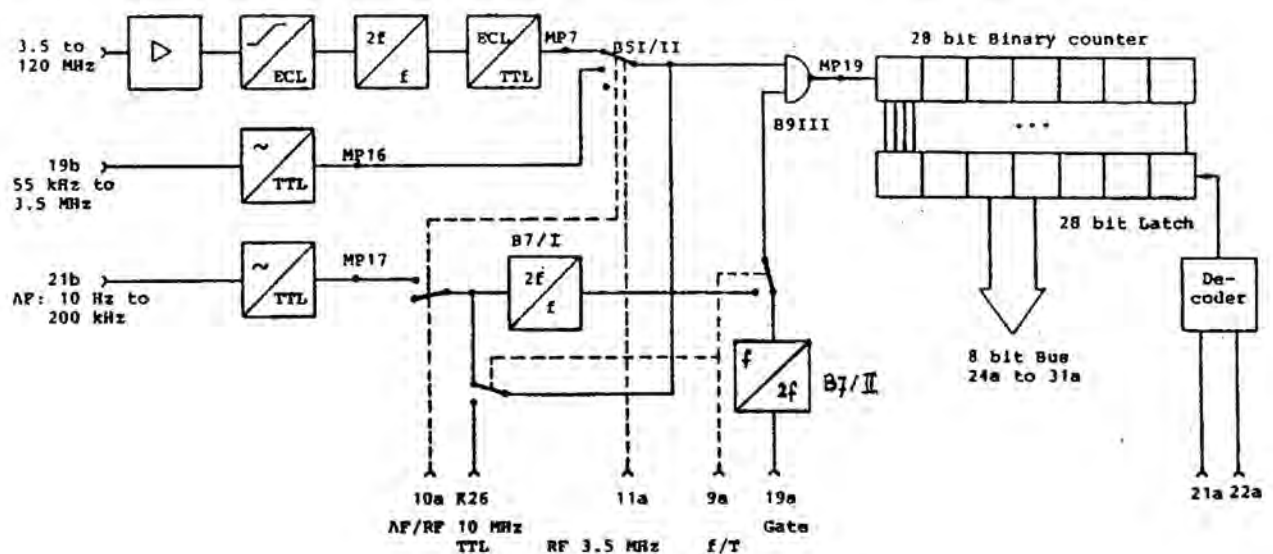 3.5 to
120 MHz
ECL
2f
f
ECL
TTL
MP7
BSI/II
MP19
B9III
28 bit Binary counter
...
28 bit Latch
19b
55 kHz to
3.5 MHz
~
TTL
MP16
21b
AF: 10 Hz to
200 kHz
~
TTL
MP17
B7/I
2f
f
f
2f
B7/II
De-
coder
8 bit Bus
24a to 31a
10a
K26
11a
9a
19a
21a
22a
AF/RF
10 MHz
TTL
RF 3.5 MHz
f/T
Gate